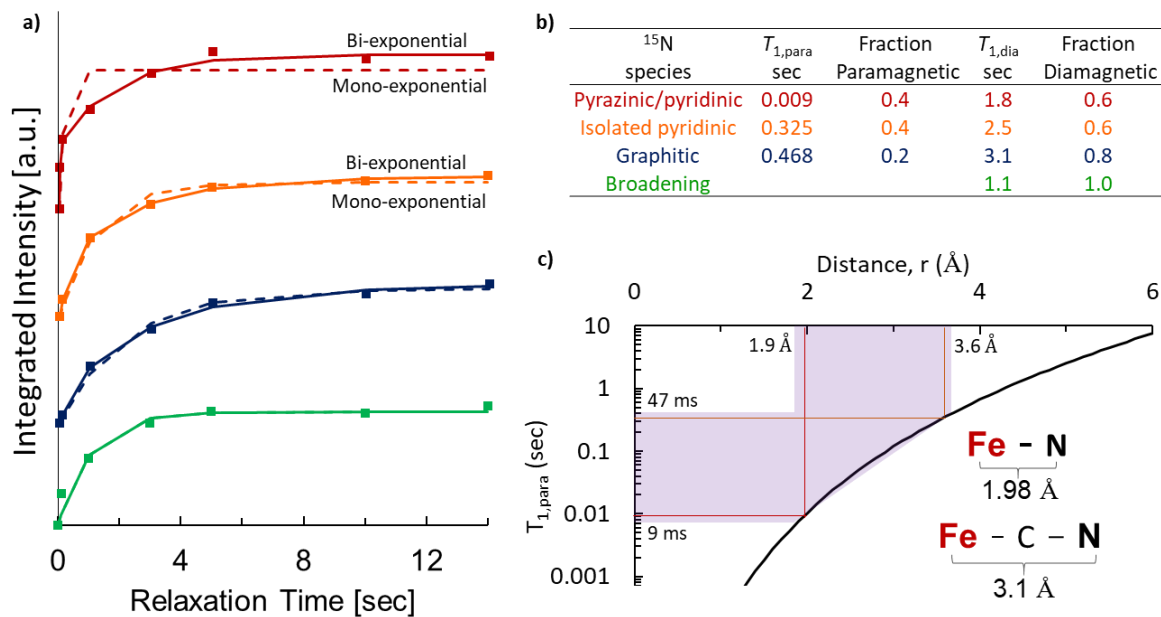 a)
Bi-exponential
Mono-exponential
Bi-exponential
Mono-exponential
Integrated Intensity [a.u.]
0 4 8 12
Relaxation Time [sec]
b)
¹⁵N species T₁,para sec Fraction Paramagnetic T₁,dia sec Fraction Diamagnetic
Pyrazinic/pyridinic 0.009 0.4 1.8 0.6
Isolated pyridinic 0.325 0.4 2.5 0.6
Graphitic 0.468 0.2 3.1 0.8
Broadening 1.1 1.0
c)
Distance, r (Å)
0 2 4 6
10
1
0.1
0.01
0.001
T₁,para (sec)
1.9 Å
3.6 Å
47 ms
9 ms
Fe – N
1.98 Å
Fe – C – N
3.1 Å